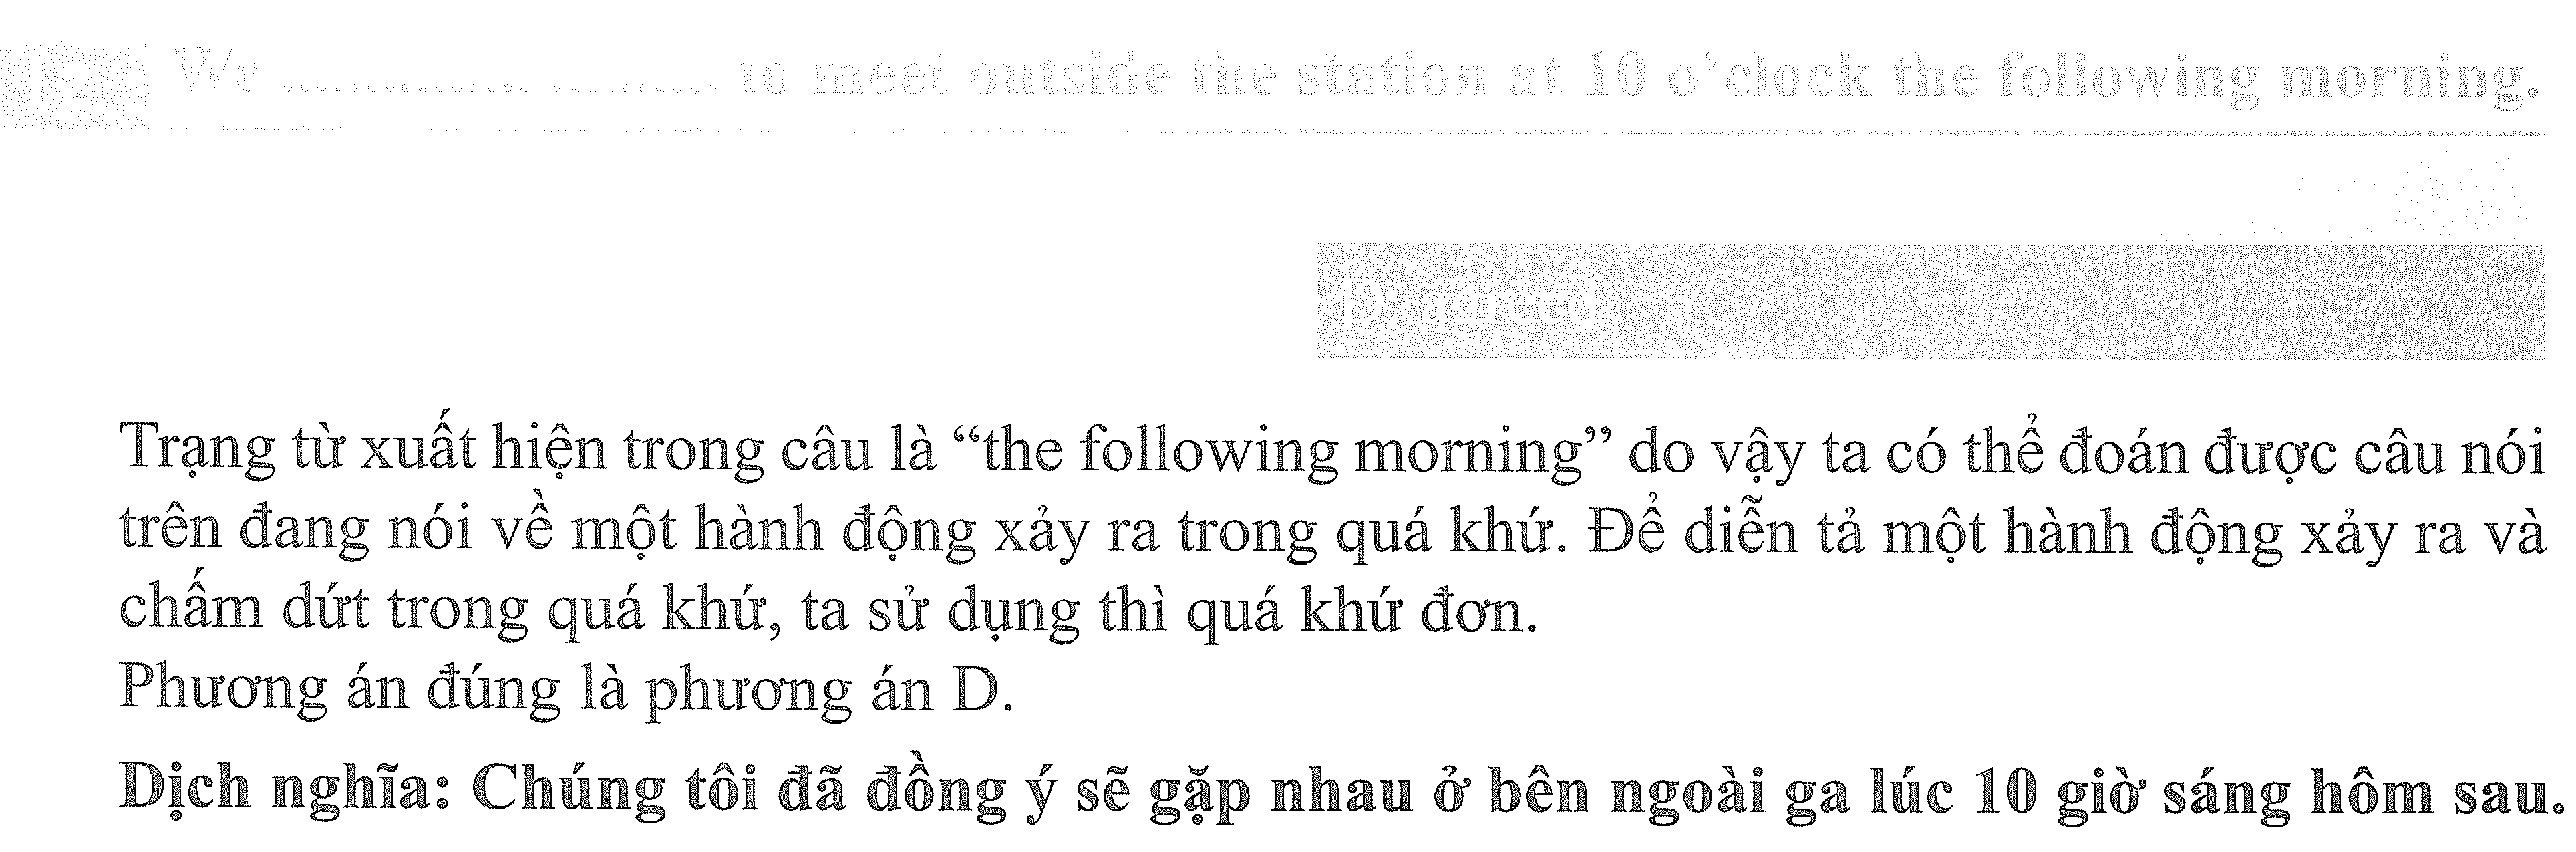 12 We .......................... to meet outside the station at 10 o’clock the following morning.
D. agreed
Trạng từ xuất hiện trong câu là “the following morning” do vậy ta có thể đoán được câu nói
trên đang nói về một hành động xảy ra trong quá khứ. Để diễn tả một hành động xảy ra và
chấm dứt trong quá khứ, ta sử dụng thì quá khứ đơn.
Phương án đúng là phương án D.
Dịch nghĩa: Chúng tôi đã đồng ý sẽ gặp nhau ở bên ngoài ga lúc 10 giờ sáng hôm sau.